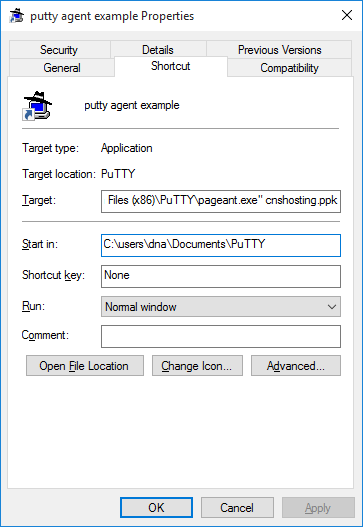 putty agent example Properties
Security Details Previous Versions
General Shortcut Compatibility
putty agent example
Target type: Application
Target location: PuTTY
Target: Files (x86)\PuTTY\pageant.exe" cnshosting.ppk
Start in: C:\users\dna\Documents\PuTTY
Shortcut key: None
Run: Normal window
Comment:
Open File Location Change Icon... Advanced...
OK Cancel Apply